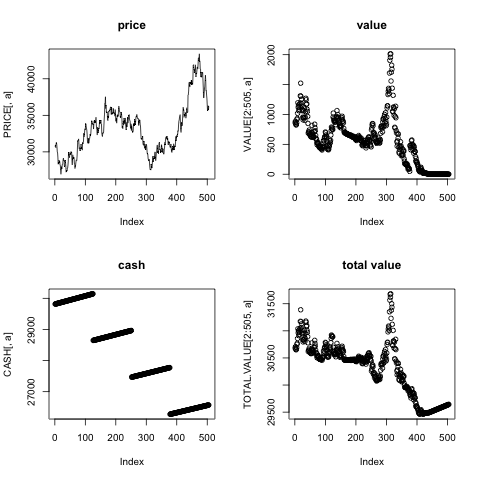 price
PRICE[, a]
30000 35000 40000
0 100 200 300 400 500
Index
value
VALUE[2:505, a]
0 500 1000 2000
0 100 200 300 400 500
Index
cash
CASH[, a]
27000 29000
0 100 200 300 400 500
Index
total value
TOTAL.VALUE[2:505, a]
29500 30500 31500
0 100 200 300 400 500
Index